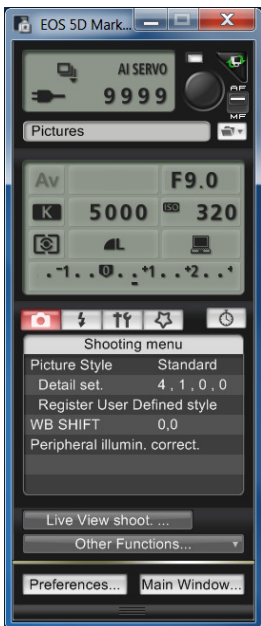 EOS 5D Mark...
AI SERVO
9999
AF
MF
Pictures
Av F9.0
K 5000 ISO 320
L
.-1..0..+1..+2..+
Shooting menu
Picture Style Standard
Detail set. 4 , 1 , 0 , 0
Register User Defined style
WB SHIFT 0,0
Peripheral illumin. correct.
Live View shoot. ...
Other Functions...
Preferences... Main Window...